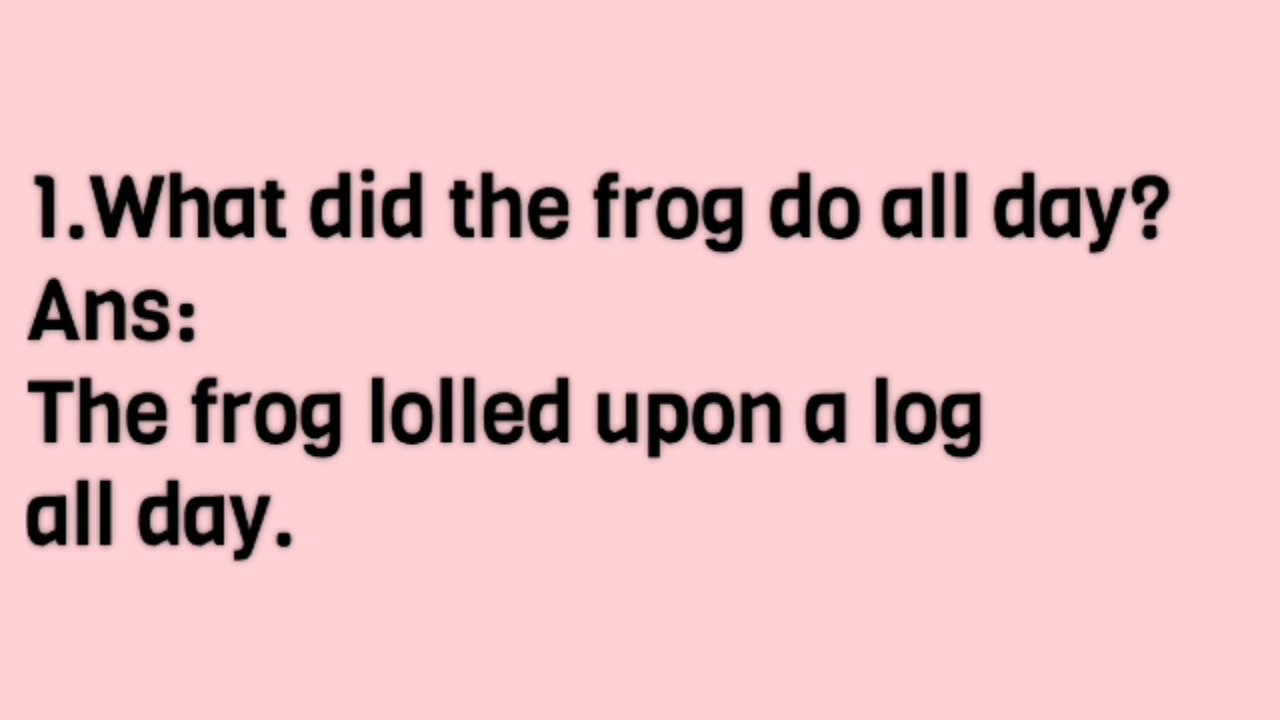 1.What did the frog do all day?
Ans:
The frog lolled upon a log
all day.